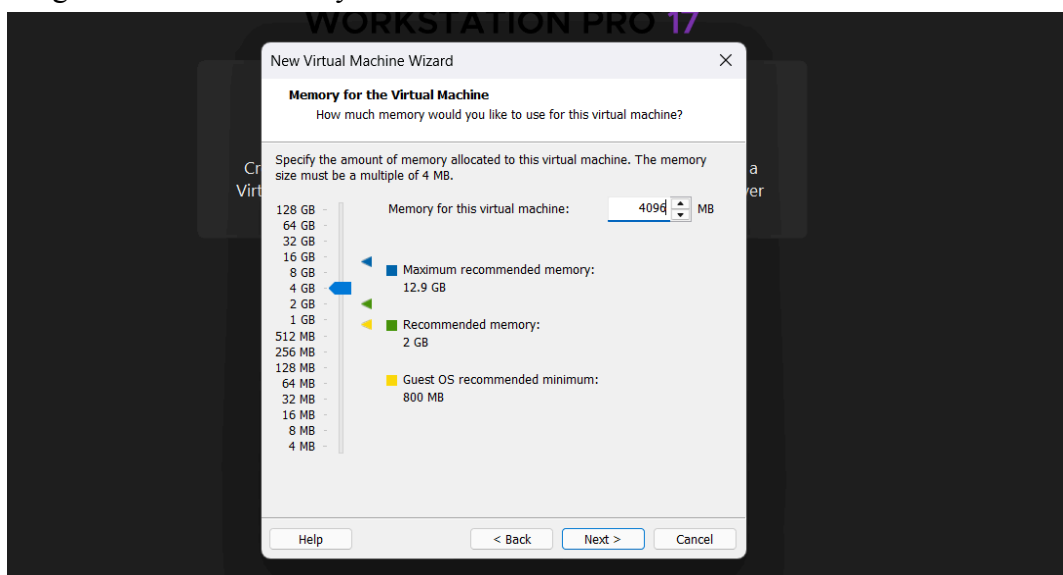 WORKSTATION PRO 17
New Virtual Machine Wizard
Memory for the Virtual Machine
How much memory would you like to use for this virtual machine?
Specify the amount of memory allocated to this virtual machine. The memory
size must be a multiple of 4 MB.
Cr a
Virt ver
Memory for this virtual machine: 4096 MB
128 GB
64 GB
32 GB
16 GB
8 GB
4 GB
2 GB
1 GB
512 MB
256 MB
128 MB
64 MB
32 MB
16 MB
8 MB
4 MB
Maximum recommended memory:
12.9 GB
Recommended memory:
2 GB
Guest OS recommended minimum:
800 MB
Help < Back Next > Cancel